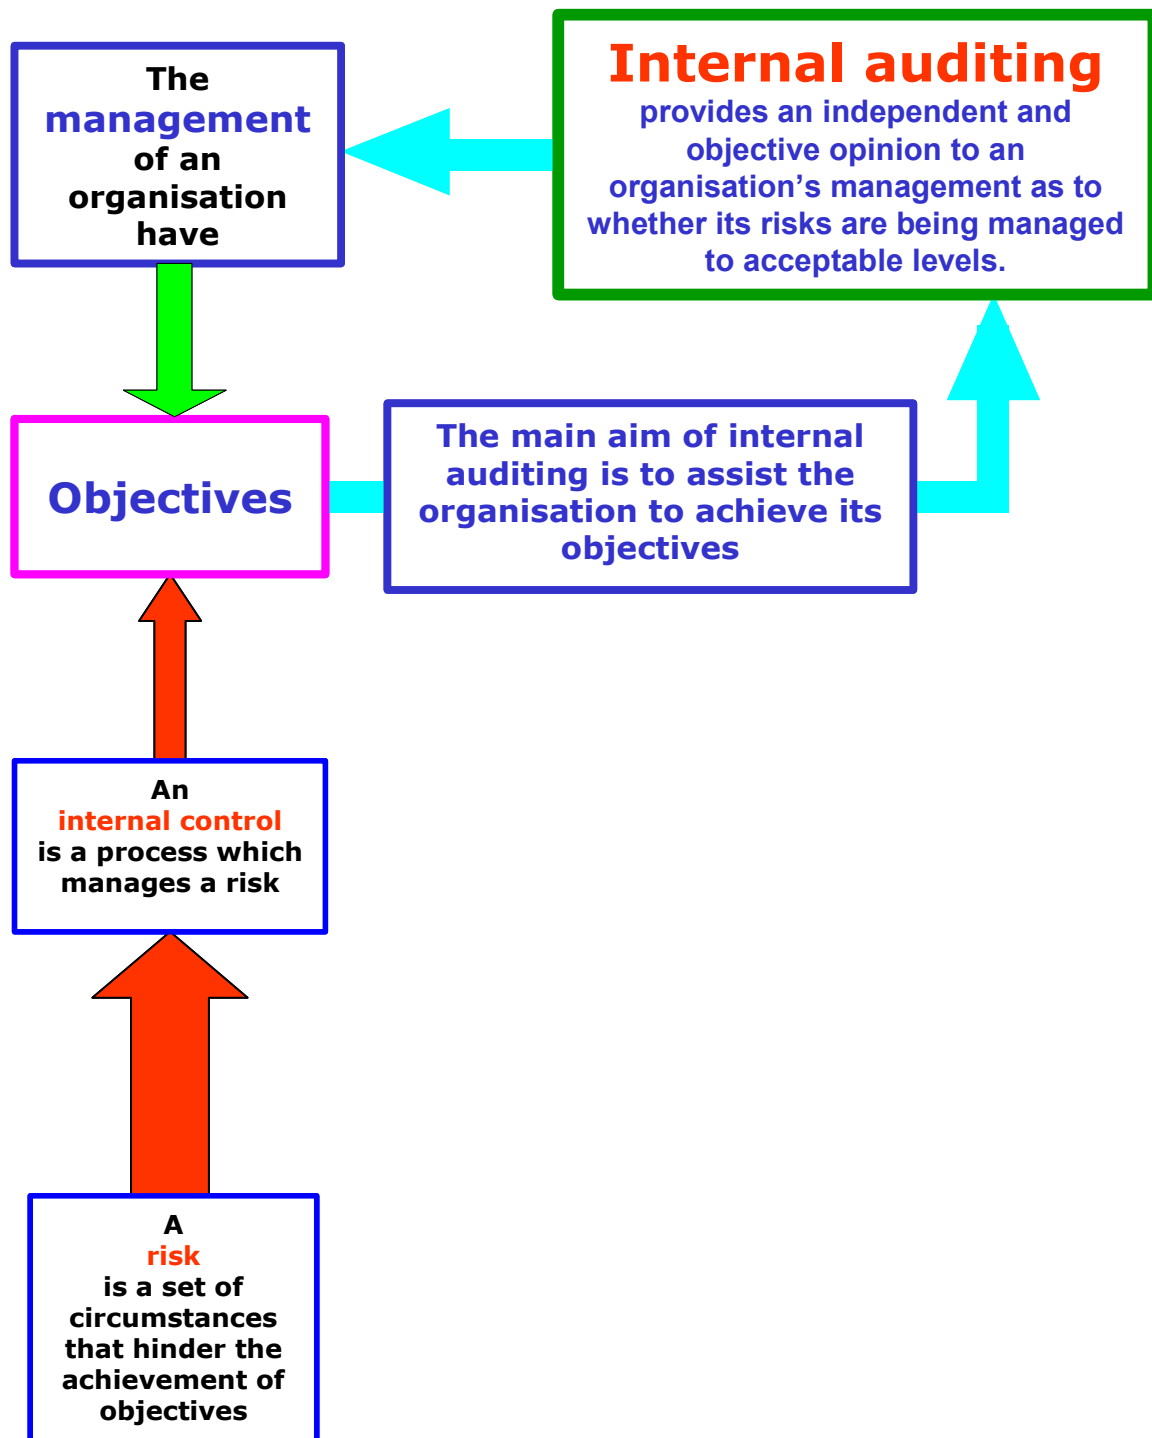 The
management
of an
organisation
have
Internal auditing
provides an independent and
objective opinion to an
organisation’s management as to
whether its risks are being managed
to acceptable levels.
Objectives
The main aim of internal
auditing is to assist the
organisation to achieve its
objectives
An
internal control
is a process which
manages a risk
A
risk
is a set of
circumstances
that hinder the
achievement of
objectives